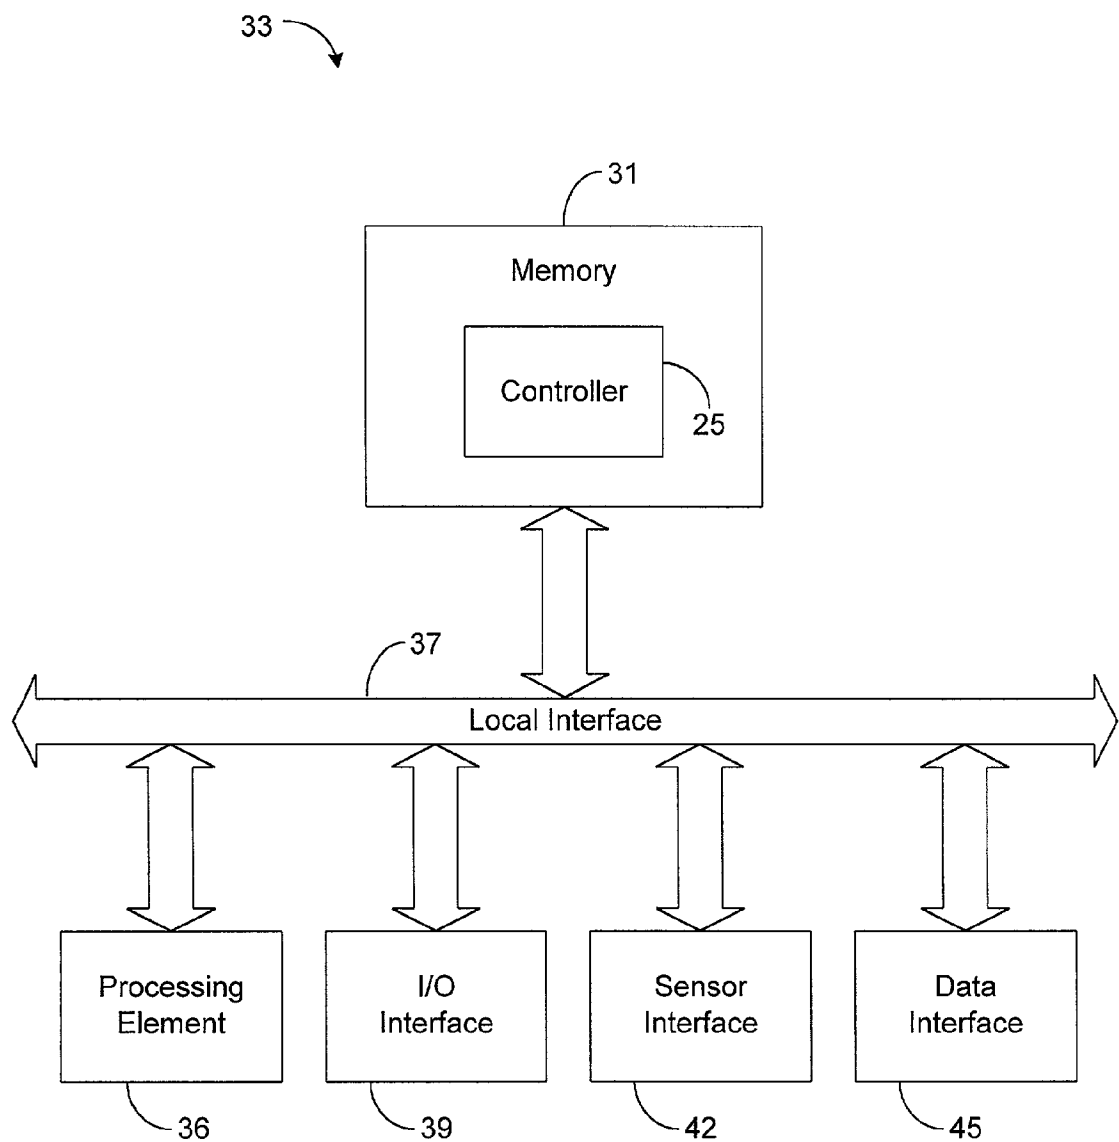 33
31
Memory
Controller
25
37
Local Interface
Processing
Element
I/O
Interface
Sensor
Interface
Data
Interface
36
39
42
45